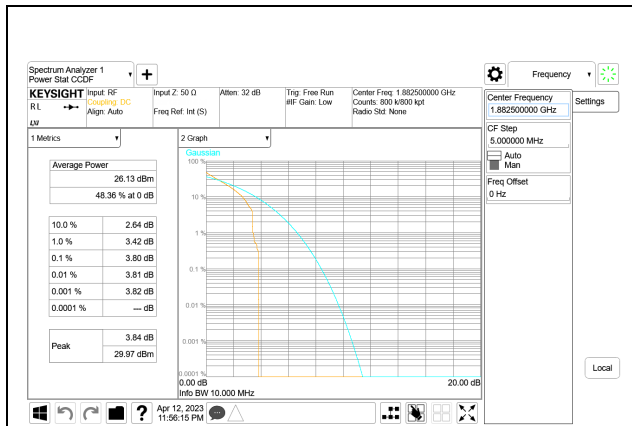 Spectrum Analyzer 1
Power Stat CCDF
Frequency
KEYSIGHT
RL
LXI
Input: RF
Coupling: DC
Align: Auto
Input Z: 50 Ω
Freq Ref: Int (S)
Atten: 32 dB
Trig: Free Run
#IF Gain: Low
Center Freq: 1.882500000 GHz
Counts: 800 k/800 kpt
Radio Std: None
Center Frequency
1.882500000 GHz
Settings
CF Step
5.000000 MHz
Auto
Man
Freq Offset
0 Hz
1 Metrics
Average Power
26.13 dBm
48.36 % at 0 dB
10.0 % 2.64 dB
1.0 % 3.42 dB
0.1 % 3.80 dB
0.01 % 3.81 dB
0.001 % 3.82 dB
0.0001 % --- dB
Peak
3.84 dB
29.97 dBm
2 Graph
Gaussian
100 %
10 %
1 %
0.1 %
0.01 %
0.001 %
0.0001 %
0.00 dB 20.00 dB
Info BW 10.000 MHz
Local
?
Apr 12, 2023
11:56:15 PM